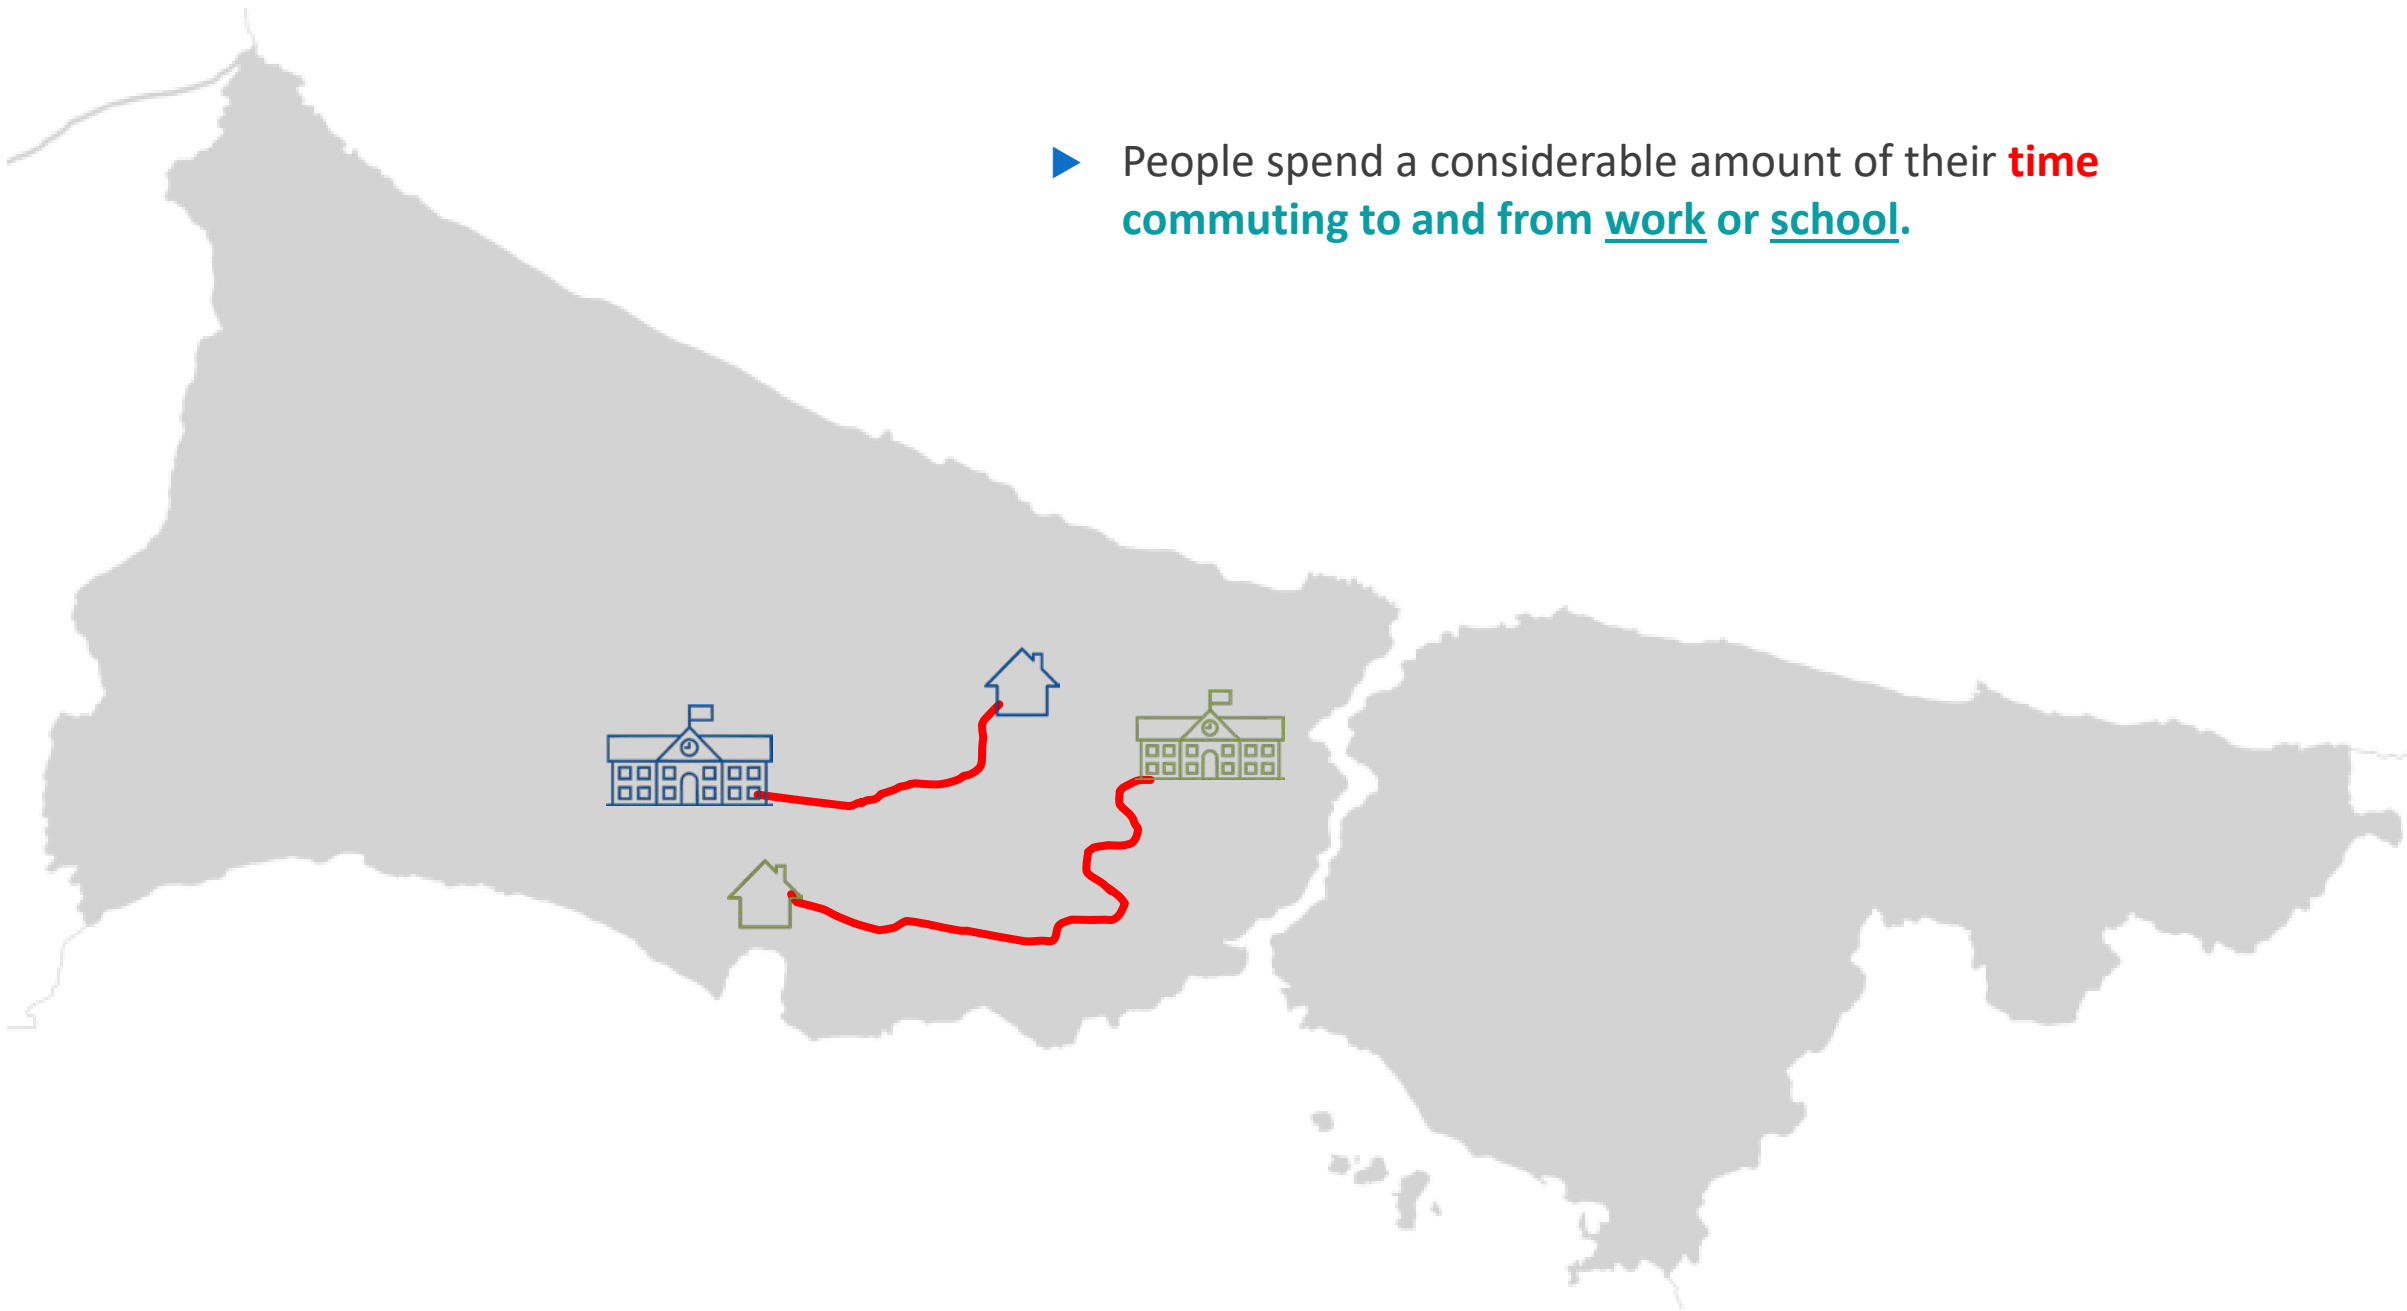 People spend a considerable amount of their time
commuting to and from work or school.